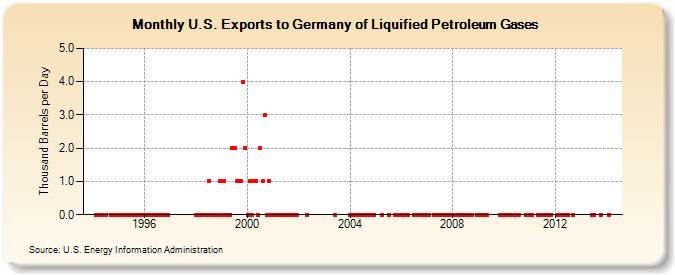 Monthly U.S. Exports to Germany of Liquified Petroleum Gases
Thousand Barrels per Day
5.0
4.0
3.0
2.0
1.0
0.0
1996 2000 2004 2008 2012
Source: U.S. Energy Information Administration